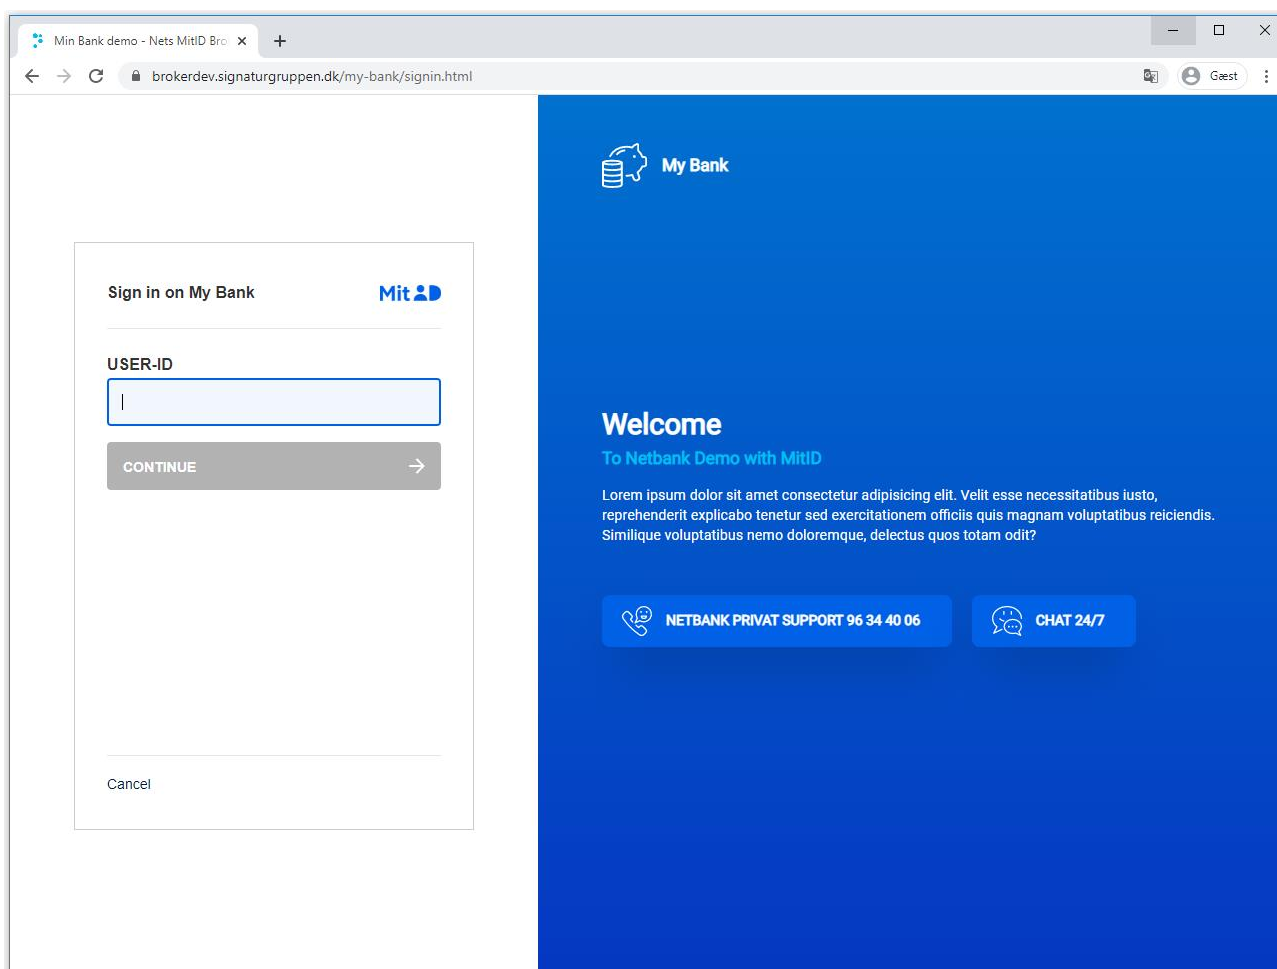 Min Bank demo - Nets MitID Bro
brokerdev.signaturgruppen.dk/my-bank/signin.html
Gæst
Sign in on My Bank
Mit D
USER-ID
CONTINUE
Cancel
My Bank
Welcome
To Netbank Demo with MitID
Lorem ipsum dolor sit amet consectetur adipisicing elit. Velit esse necessitatibus iusto,
reprehenderit explicabo tenetur sed exercitationem officiis quis magnam voluptatibus reiciendis.
Similique voluptatibus nemo doloremque, delectus quos totam odit?
NETBANK PRIVAT SUPPORT 96 34 40 06
CHAT 24/7